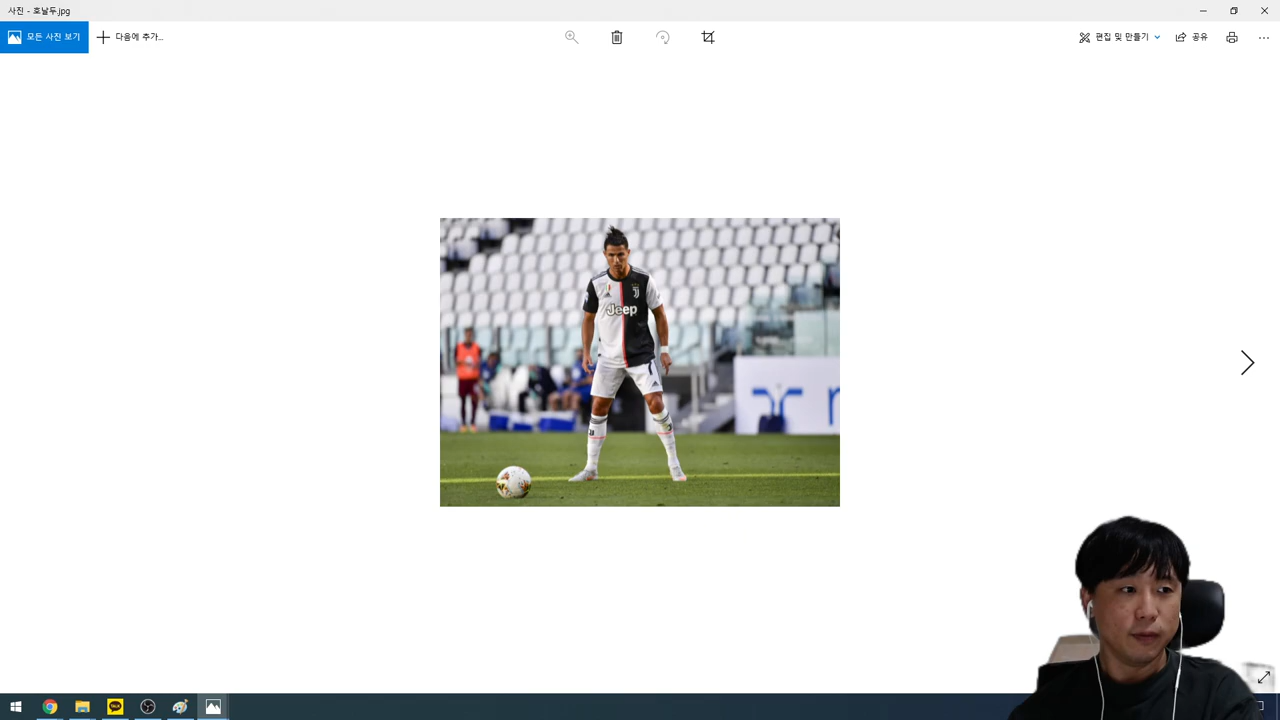 사진 - 호날두.jpg
모든 사진 보기
다음에 추가...
편집 및 만들기
공유
Jeep
TALK